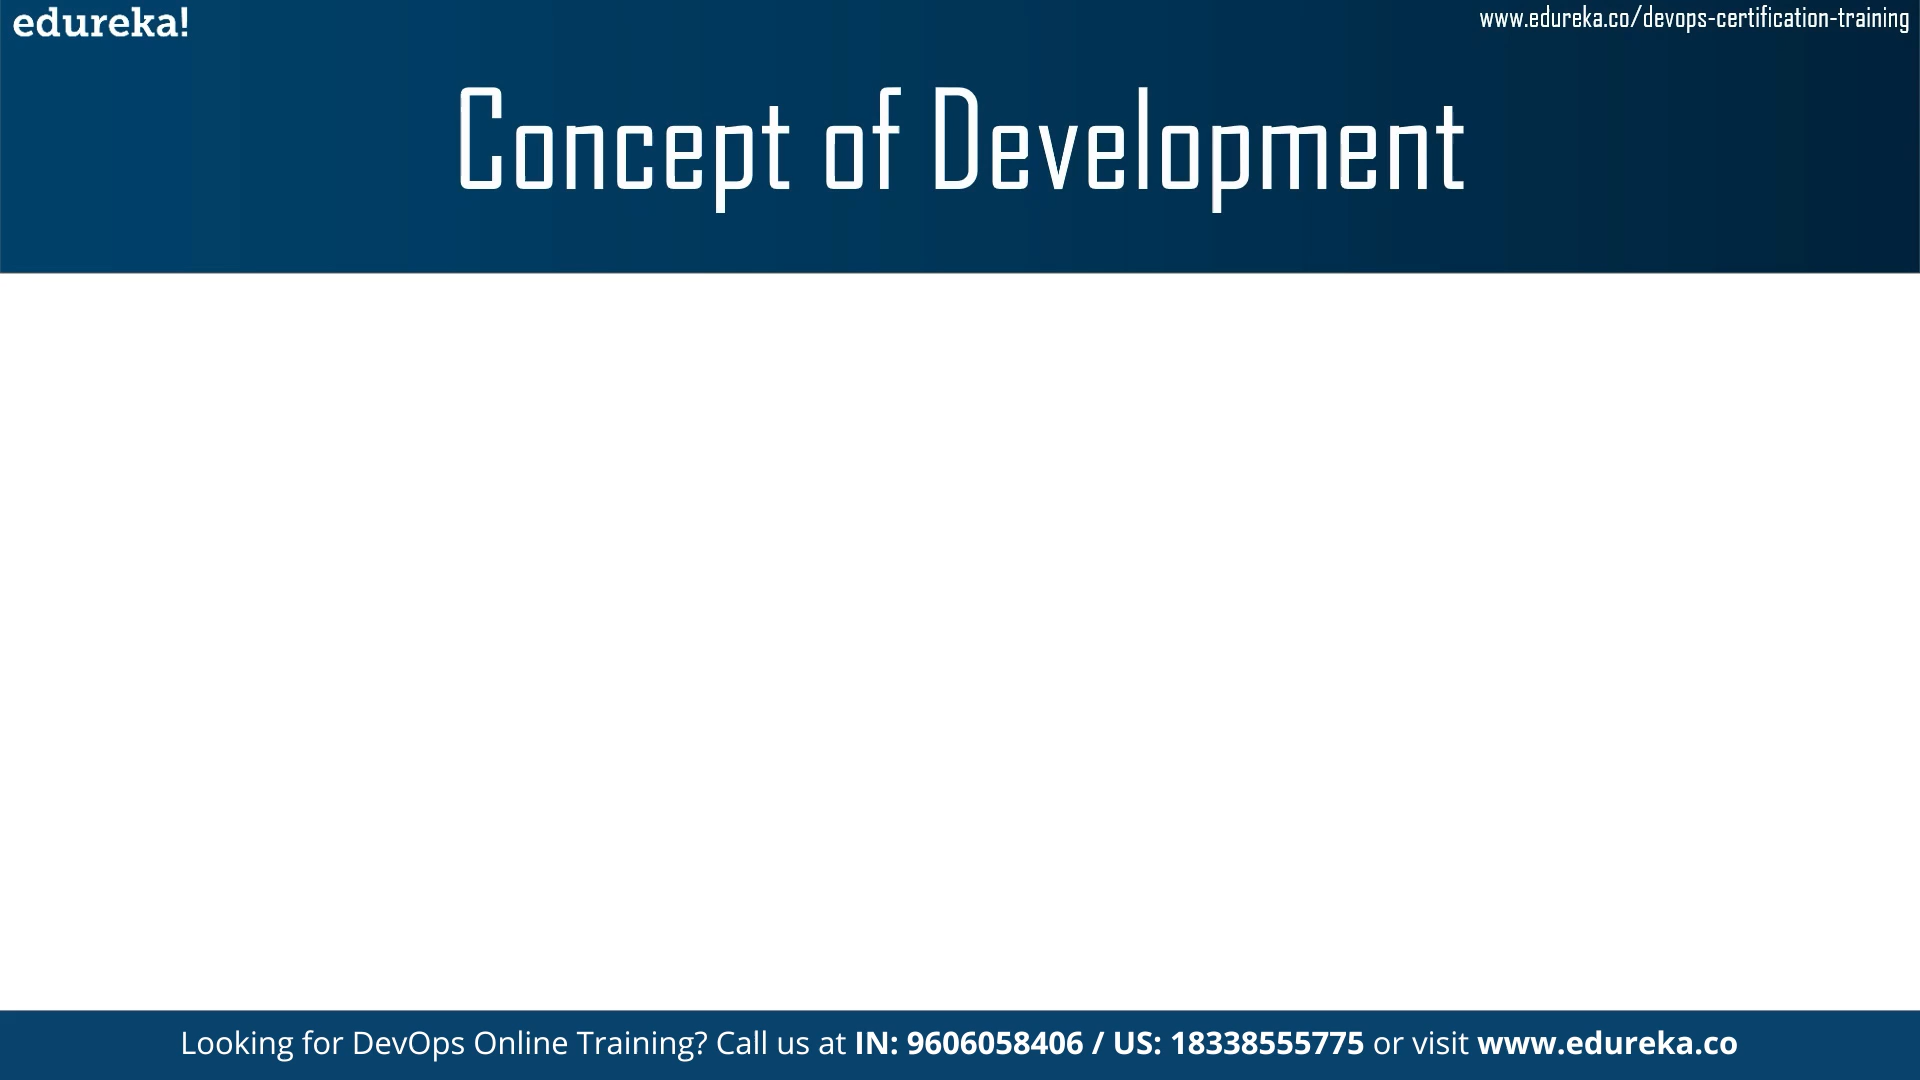 edureka!
www.edureka.co/devops-certification-training
Concept of Development
Looking for DevOps Online Training? Call us at IN: 9606058406 / US: 18338555775 or visit www.edureka.co